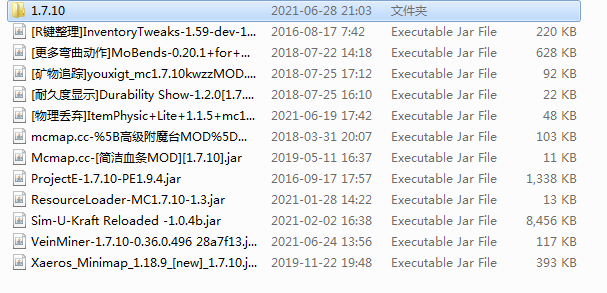 1.7.10 2021-06-28 21:03 文件夹
[R键整理]InventoryTweaks-1.59-dev-1... 2016-08-17 7:42 Executable Jar File 220 KB
[更多弯曲动作]MoBends-0.20.1+for+... 2018-07-22 14:18 Executable Jar File 628 KB
[矿物追踪]youxigt_mc1.7.10kwzzMOD.... 2018-07-25 17:12 Executable Jar File 92 KB
[耐久度显示]Durability Show-1.2.0[1.7.... 2018-07-25 16:10 Executable Jar File 22 KB
[物理丢弃]ItemPhysic+Lite+1.1.5+mc1... 2021-06-19 17:42 Executable Jar File 48 KB
mcmap.cc-%5B高级附魔台MOD%5D... 2018-03-31 20:07 Executable Jar File 103 KB
Mcmap.cc-[简洁血条MOD][1.7.10].jar 2019-05-11 16:37 Executable Jar File 11 KB
ProjectE-1.7.10-PE1.9.4.jar 2016-09-17 17:57 Executable Jar File 1,338 KB
ResourceLoader-MC1.7.10-1.3.jar 2021-01-28 14:22 Executable Jar File 13 KB
Sim-U-Kraft Reloaded -1.0.4b.jar 2021-02-02 16:38 Executable Jar File 8,456 KB
VeinMiner-1.7.10-0.36.0.496 28a7f13.j... 2021-06-24 13:56 Executable Jar File 117 KB
Xaeros_Minimap_1.18.9_[new]_1.7.10.j... 2019-11-22 19:48 Executable Jar File 393 KB